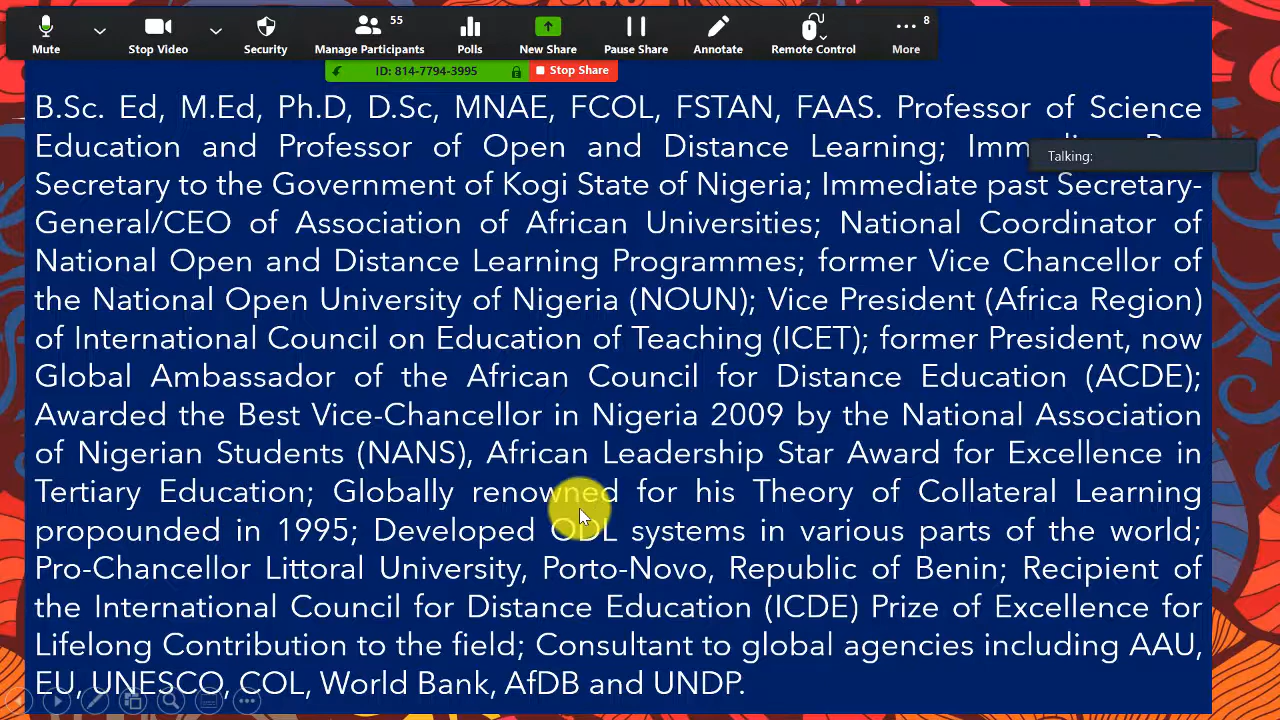 55
8
Mute
Stop Video
Security
Manage Participants
Polls
New Share
Pause Share
Annotate
Remote Control
More
ID: 814-7794-3995
Stop Share
B.Sc. Ed, M.Ed, Ph.D, D.Sc, MNAE, FCOL, FSTAN, FAAS. Professor of Science
Education and Professor of Open and Distance Learning;
Talking:
Secretary to the Government of Kogi State of Nigeria; Immediate past Secretary-
General/CEO of Association of African Universities; National Coordinator of
National Open and Distance Learning Programmes; former Vice Chancellor of
the National Open University of Nigeria (NOUN); Vice President (Africa Region)
of International Council on Education of Teaching (ICET); former President, now
Global Ambassador of the African Council for Distance Education (ACDE);
Awarded the Best Vice-Chancellor in Nigeria 2009 by the National Association
of Nigerian Students (NANS), African Leadership Star Award for Excellence in
Tertiary Education; Globally renowned for his Theory of Collateral Learning
propounded in 1995; Developed ODL systems in various parts of the world;
Pro-Chancellor Littoral University, Porto-Novo, Republic of Benin; Recipient of
the International Council for Distance Education (ICDE) Prize of Excellence for
Lifelong Contribution to the field; Consultant to global agencies including AAU,
EU, UNESCO, COL, World Bank, AfDB and UNDP.